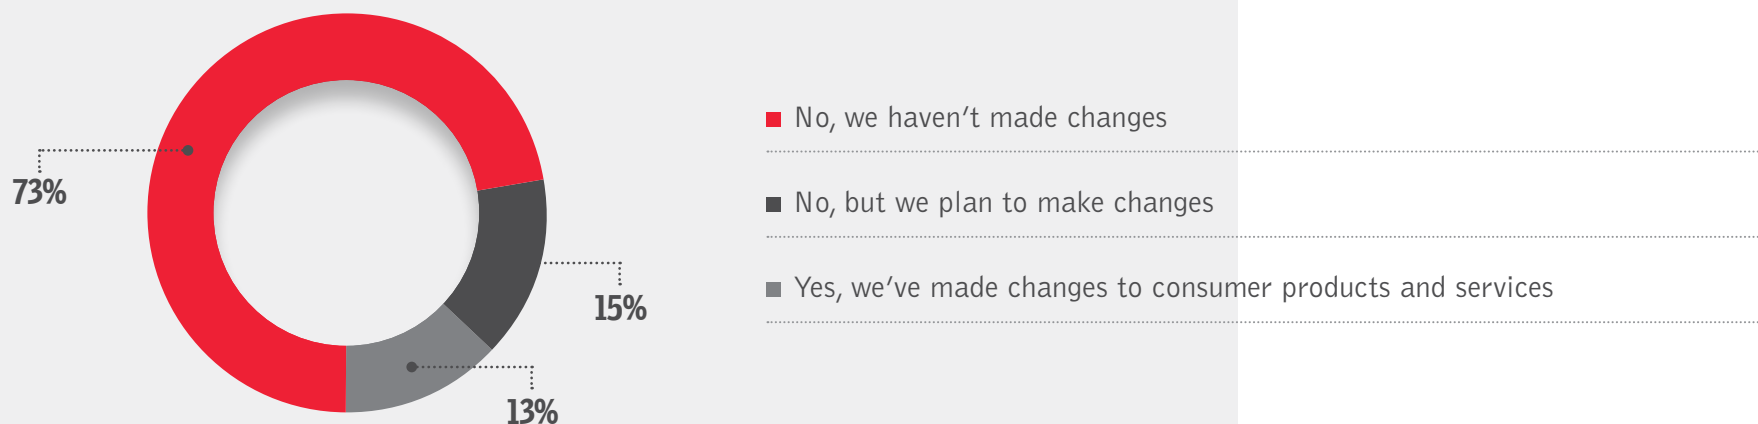 73%
15%
13%
No, we haven’t made changes
No, but we plan to make changes
Yes, we’ve made changes to consumer products and services